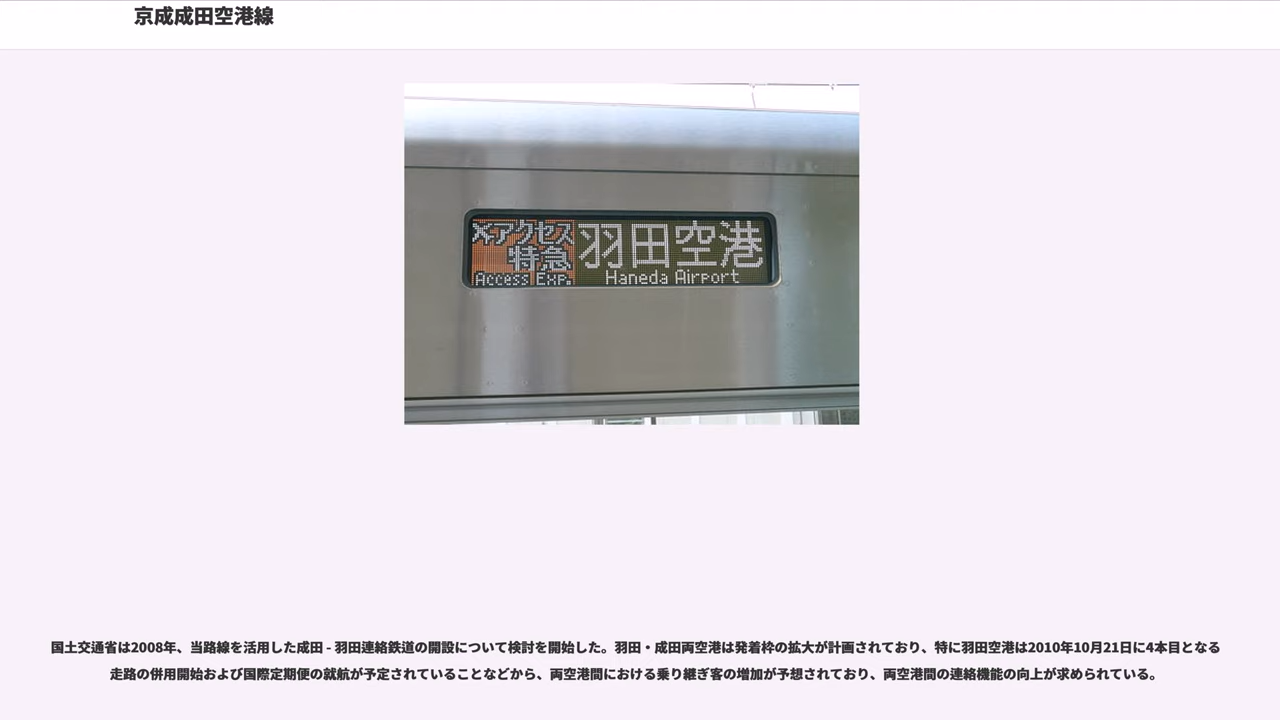 京成成田空港線
アクセス
特急
Access Exp.
羽田空港
Haneda Airport
国土交通省は2008年、当路線を活用した成田 - 羽田連絡鉄道の開設について検討を開始した。羽田・成田両空港は発着枠の拡大が計画されており、特に羽田空港は2010年10月21日に4本目となる
走路の併用開始および国際定期便の就航が予定されていることなどから、両空港間における乗り継ぎ客の増加が予想されており、両空港間の連絡機能の向上が求められている。